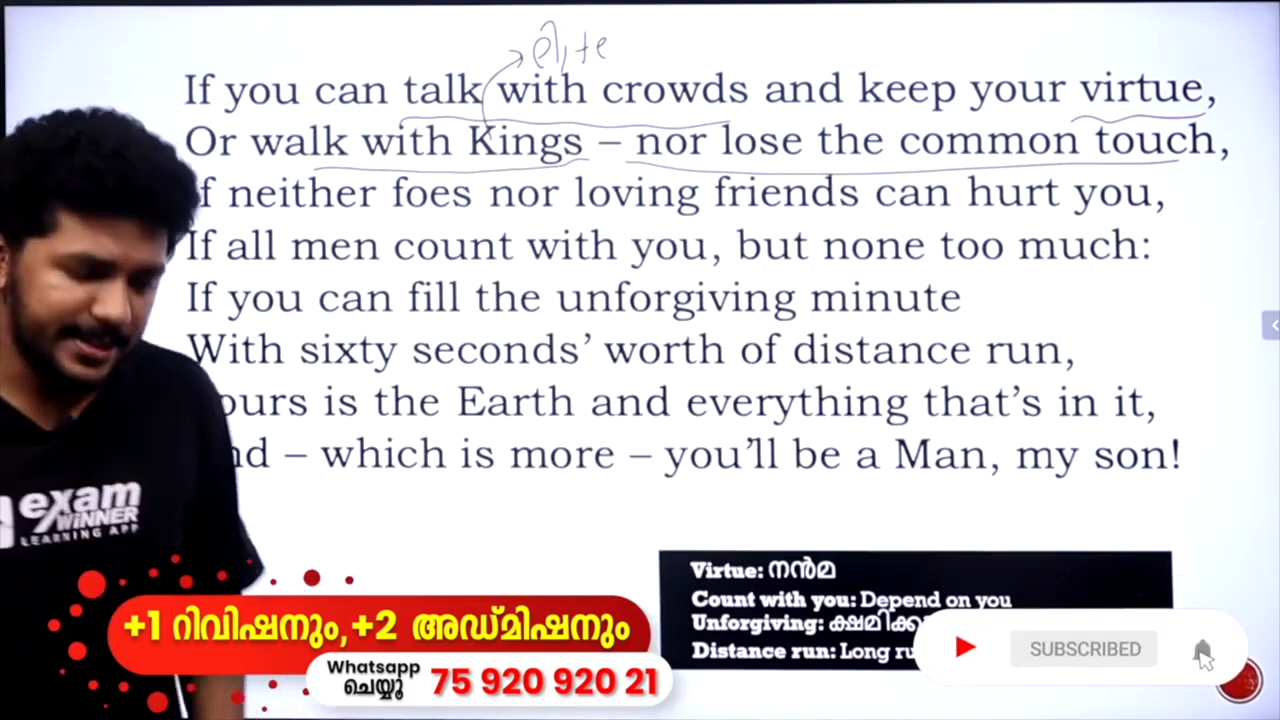 elite
If you can talk with crowds and keep your virtue,
Or walk with Kings – nor lose the common touch,
If neither foes nor loving friends can hurt you,
If all men count with you, but none too much:
If you can fill the unforgiving minute
With sixty seconds’ worth of distance run,
ours is the Earth and everything that’s in it,
nd – which is more – you’ll be a Man, my son!
exam
WINNER
LEARNING APP
Virtue: നൻമ
Count with you: Depend on you
Unforgiving: ക്ഷമിക്ക
Distance run: Long ru
SUBSCRIBED
+1 റിവിഷനും,+2 അഡ്മിഷനും
Whatsapp
ചെയ്യൂ
75 920 920 21